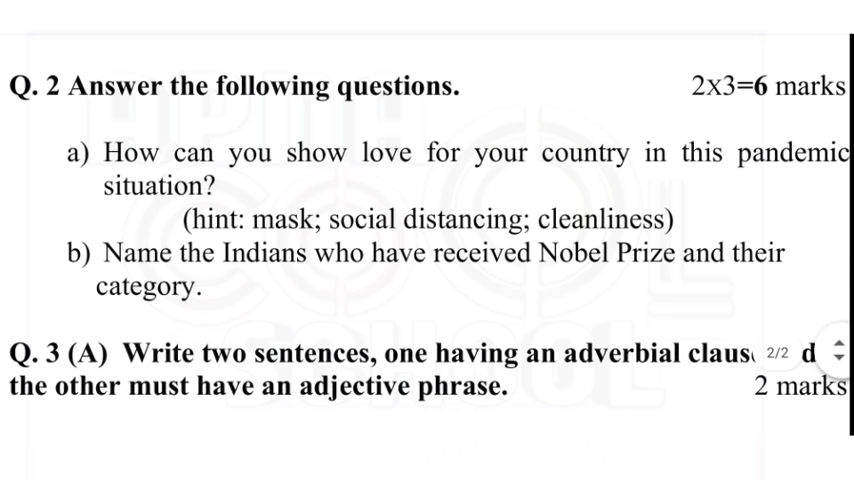 Q. 2 Answer the following questions. 2x3=6 marks
a) How can you show love for your country in this pandemic
situation?
(hint: mask; social distancing; cleanliness)
b) Name the Indians who have received Nobel Prize and their
category.
Q. 3 (A) Write two sentences, one having an adverbial claus 2/2 d
the other must have an adjective phrase. 2 marks